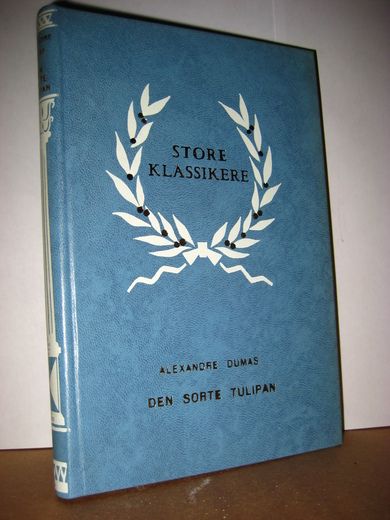 STORE
KLASSIKERE
ALEXANDRE DUMAS
DEN SORTE TULIPAN